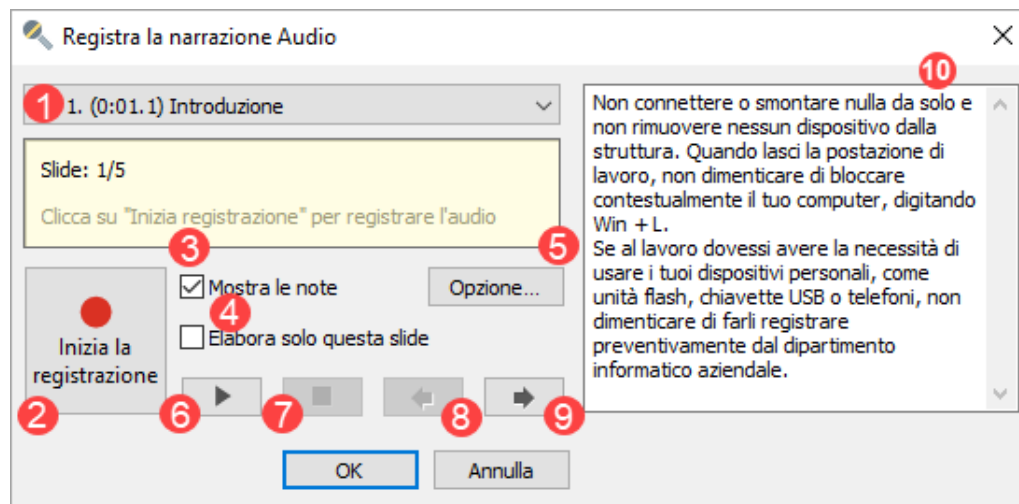 Registra la narrazione Audio
10
1
1. (0:01.1) Introduzione
Slide: 1/5
Clicca su "Inizia registrazione" per registrare l'audio
3
5
Mostra le note
Opzione...
4
Elabora solo questa slide
Inizia la
registrazione
2
6
7
8
9
OK
Annulla
Non connettere o smontare nulla da solo e
non rimuovere nessun dispositivo dalla
struttura. Quando lasci la postazione di
lavoro, non dimenticare di bloccare
contestualmente il tuo computer, digitando
Win + L.
Se al lavoro dovessi avere la necessità di
usare i tuoi dispositivi personali, come
unità flash, chiavette USB o telefoni, non
dimenticare di farli registrare
preventivamente dal dipartimento
informatico aziendale.